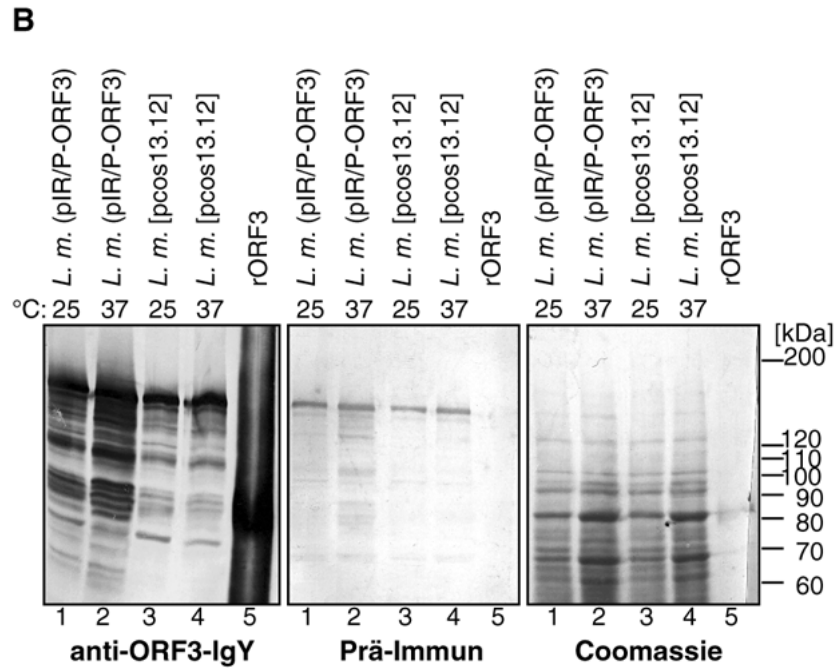 B
L. m. (pIR/P-ORF3)
L. m. (pIR/P-ORF3)
L. m. [pcos13.12]
L. m. [pcos13.12]
rORF3
L. m. (pIR/P-ORF3)
L. m. (pIR/P-ORF3)
L. m. [pcos13.12]
L. m. [pcos13.12]
rORF3
L. m. (pIR/P-ORF3)
L. m. (pIR/P-ORF3)
L. m. [pcos13.12]
L. m. [pcos13.12]
rORF3
°C: 25 37 25 37 25 37 25 37 25 37 25 37
[kDa]
200
120
110
100
90
80
70
60
1 2 3 4 5 1 2 3 4 5 1 2 3 4 5
anti-ORF3-IgY Prä-Immun Coomassie